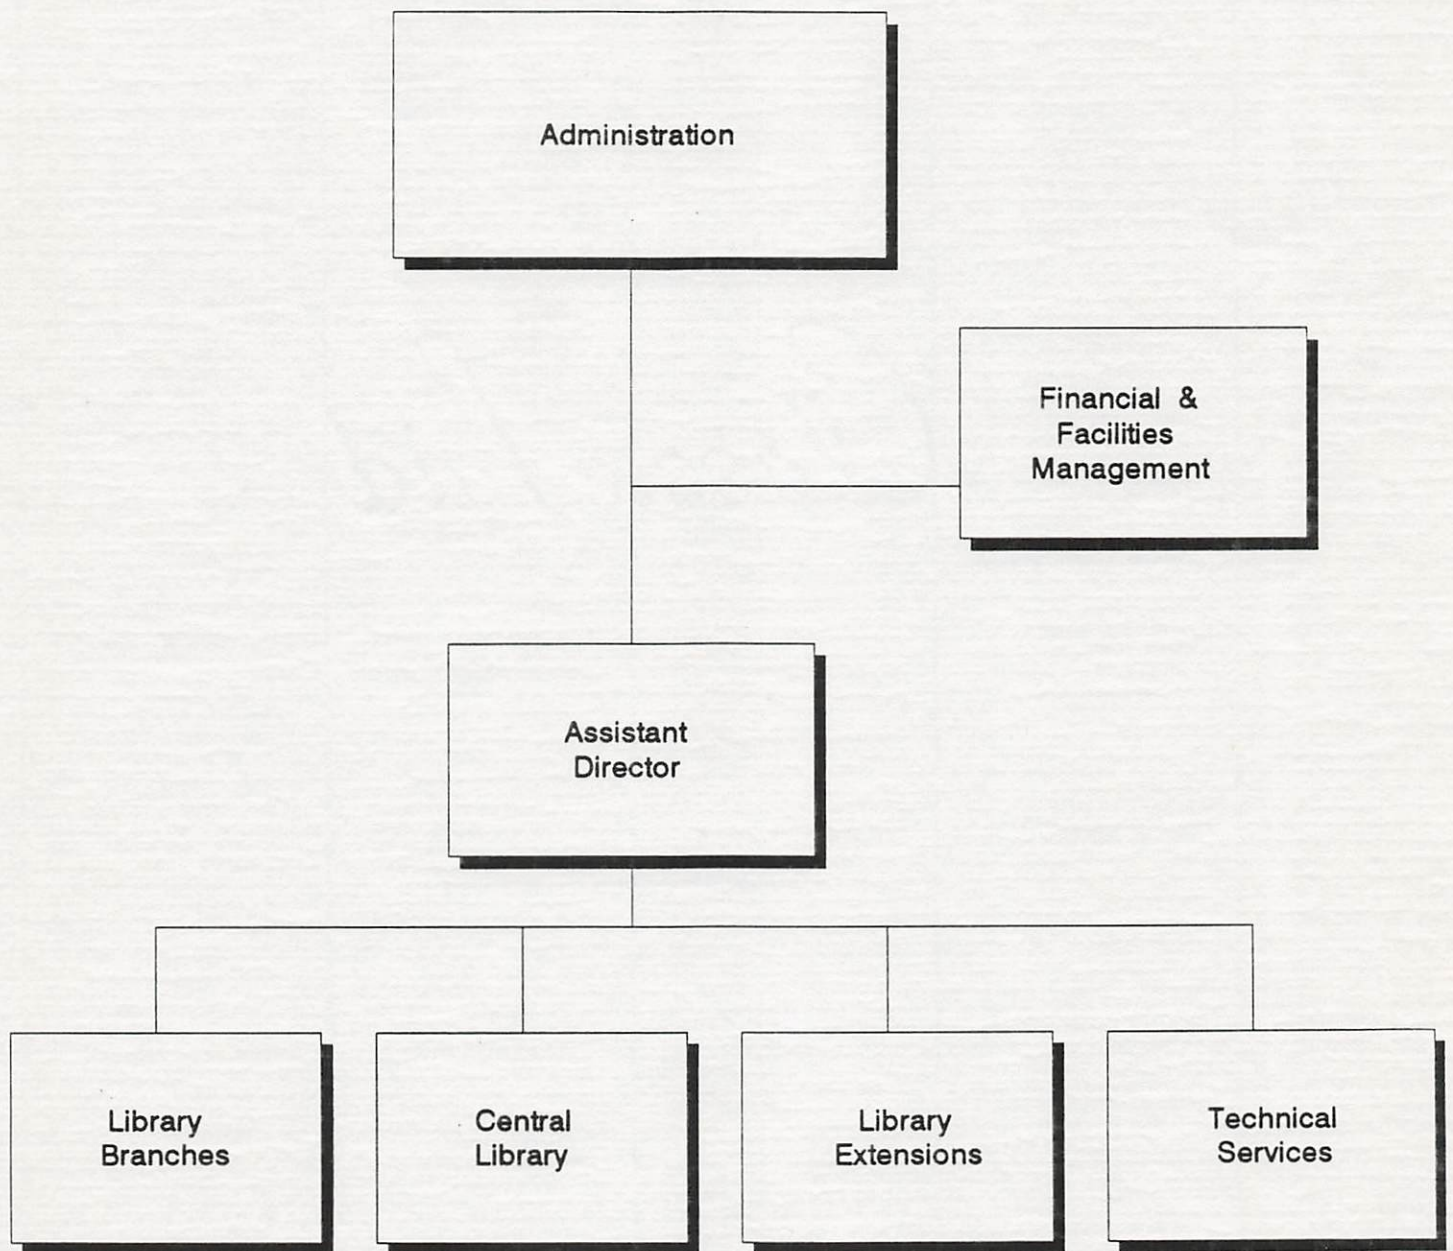 Administration
Financial &
Facilities
Management
Assistant
Director
Library
Branches
Central
Library
Library
Extensions
Technical
Services